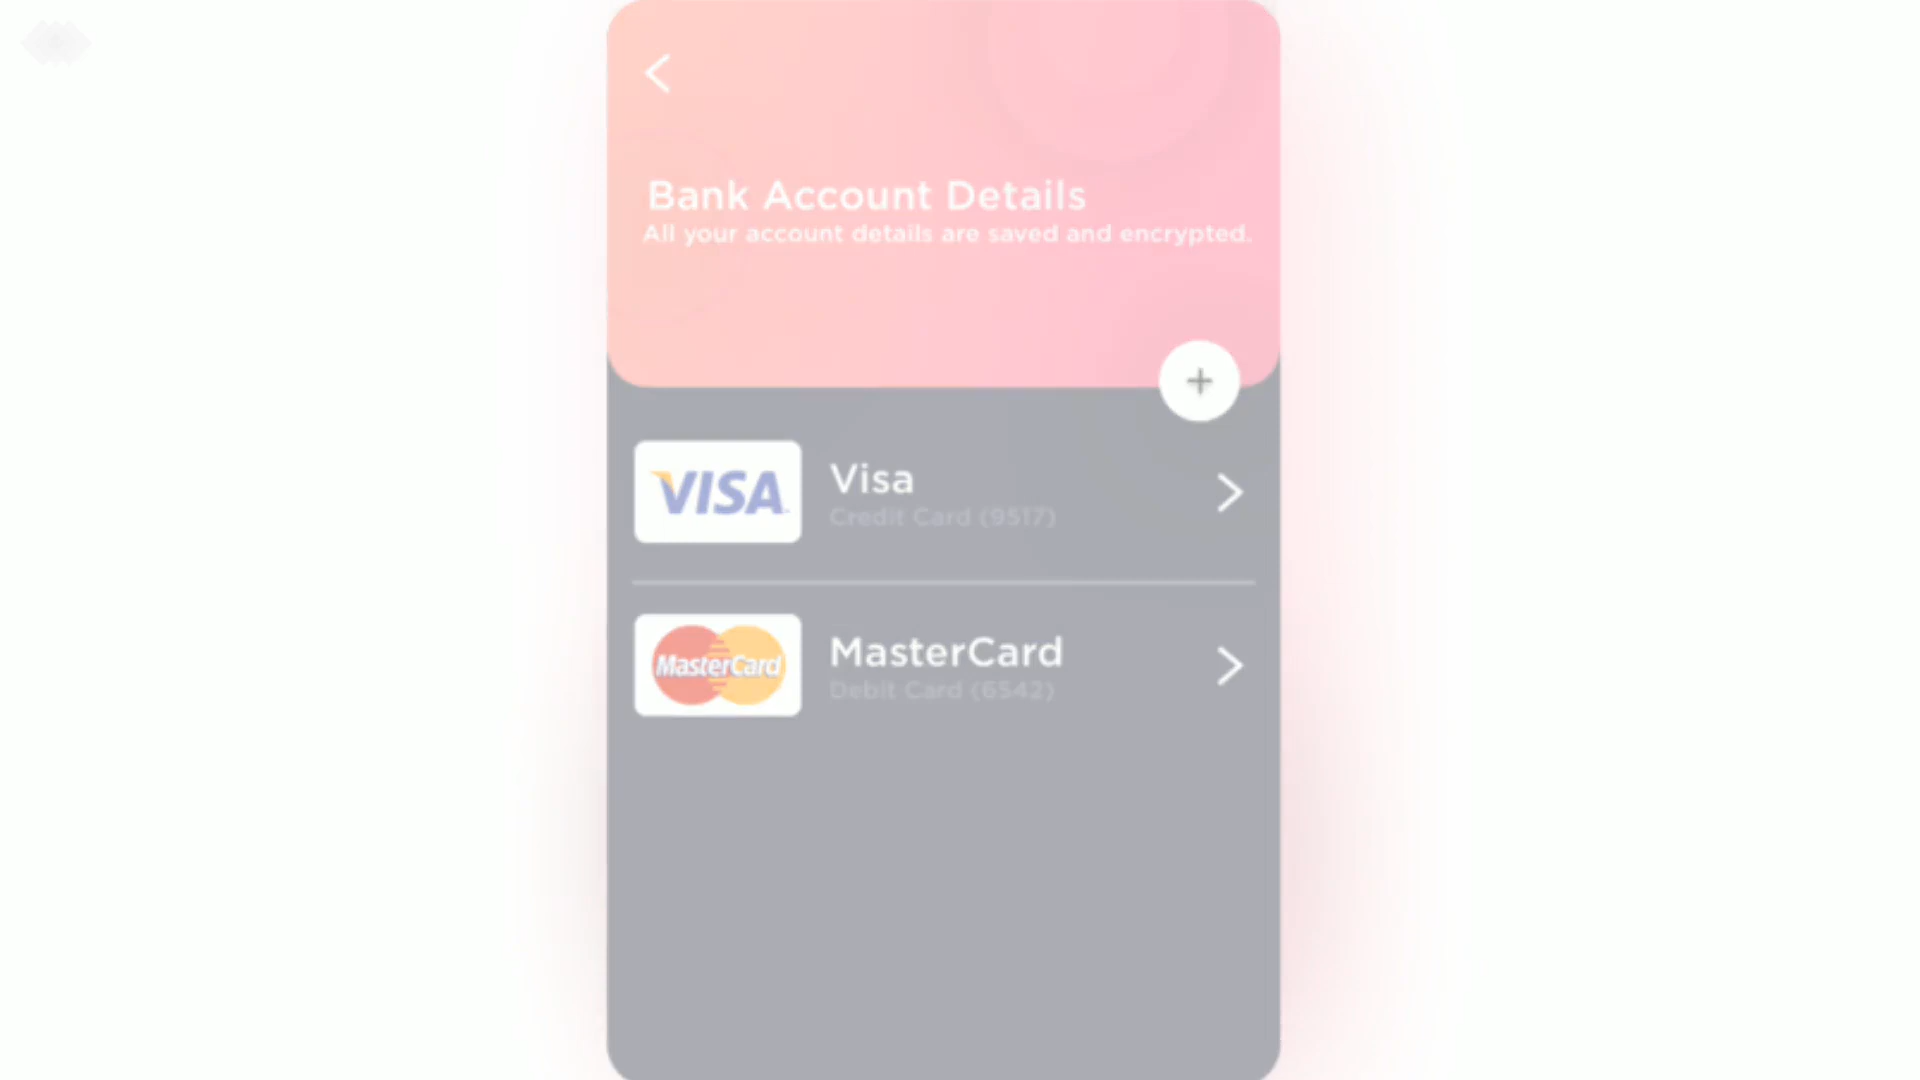 Bank Account Details
All your account details are saved and encrypted.
VISA
Visa
Credit Card (9517)
MasterCard
MasterCard
Debit Card (6542)